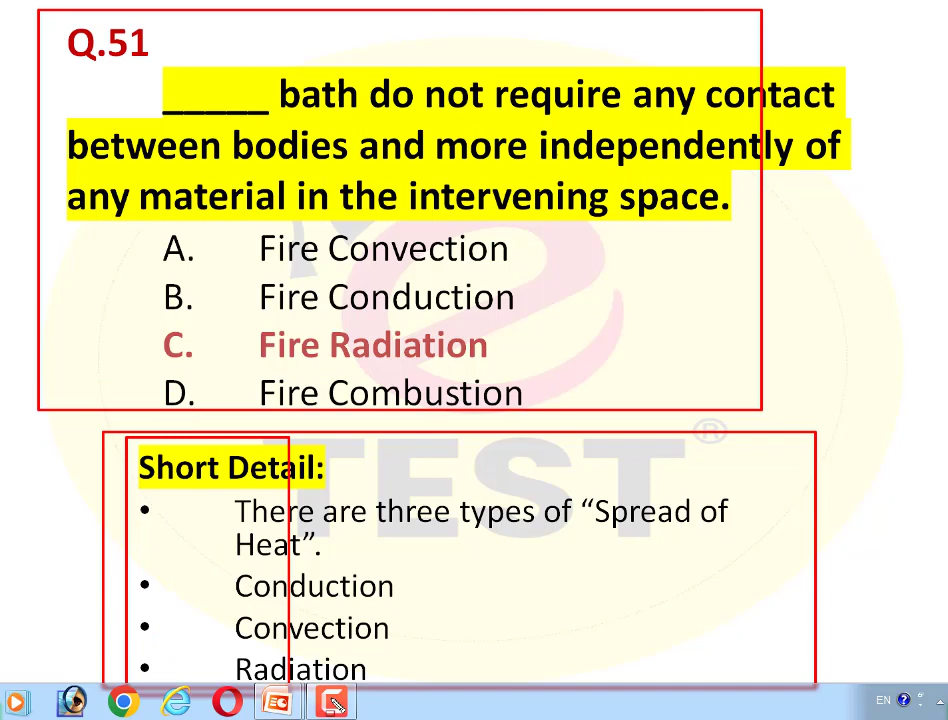 Q.51
_____ bath do not require any contact
between bodies and more independently of
any material in the intervening space.
A. Fire Convection
B. Fire Conduction
C. Fire Radiation
D. Fire Combustion
e
TEST®
Short Detail:
• There are three types of “Spread of
Heat”.
• Conduction
• Convection
• Radiation
EN